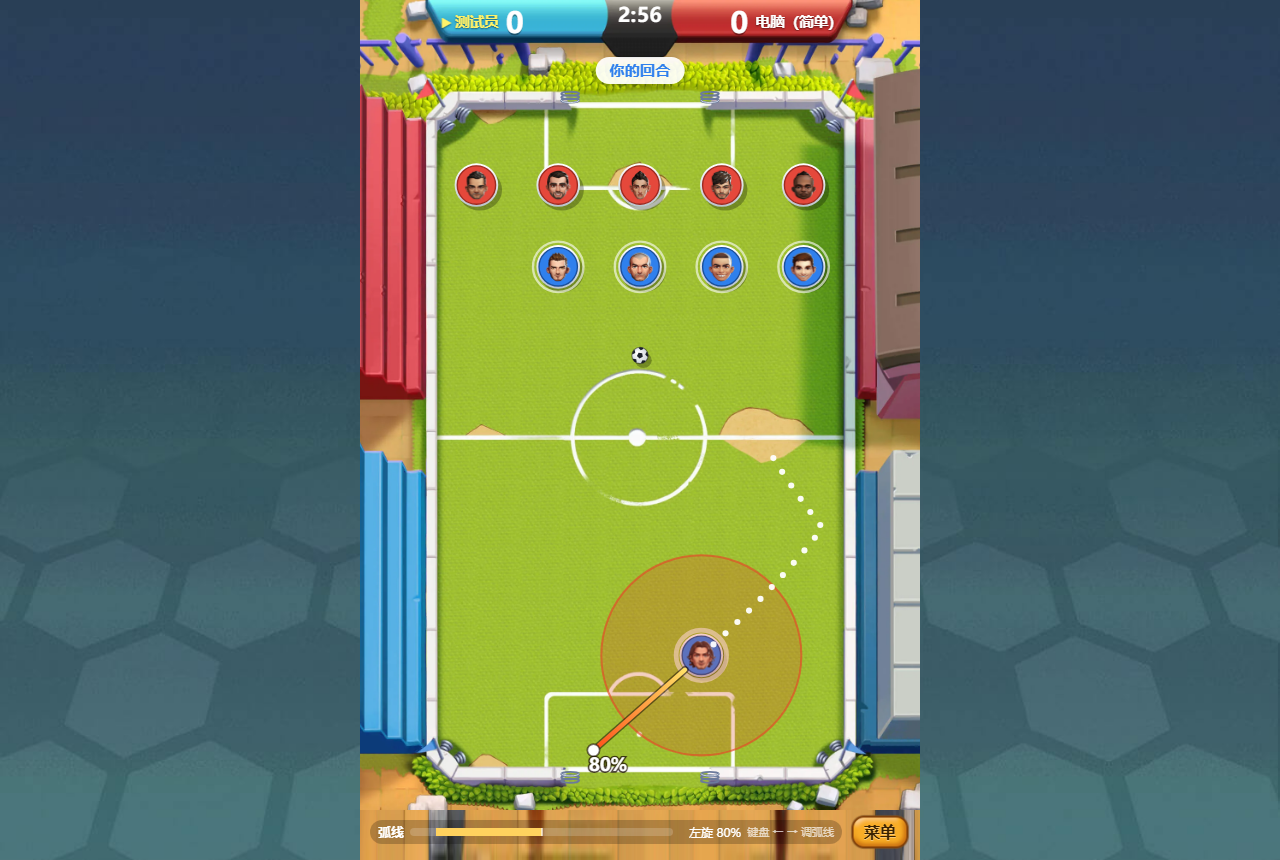 ▶ 测试员 0
2:56
0 电脑 (简单)
你的回合
80%
弧线
左旋 80% 键盘 ←→ 调弧线
菜单